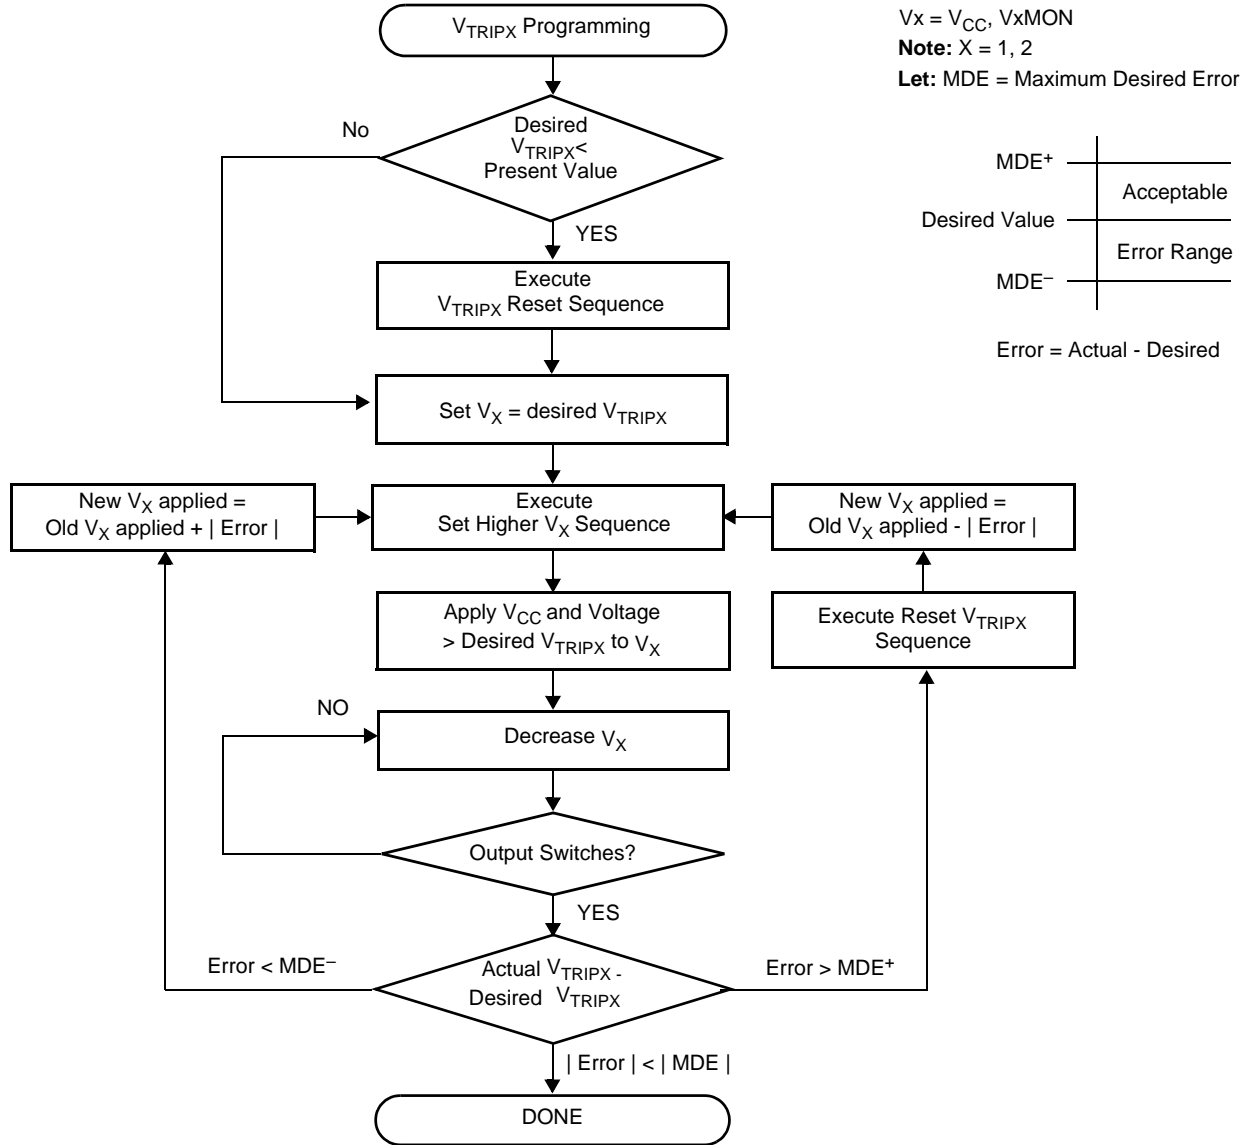 V_TRIPX Programming
Vx = V_CC, VxMON
Note: X = 1, 2
Let: MDE = Maximum Desired Error
No
Desired
V_TRIPX<
Present Value
YES
MDE⁺
Acceptable
Desired Value
Error Range
MDE⁻
Error = Actual - Desired
Execute
V_TRIPX Reset Sequence
Set V_X = desired V_TRIPX
New V_X applied =
Old V_X applied + | Error |
Execute
Set Higher V_X Sequence
New V_X applied =
Old V_X applied - | Error |
Apply V_CC and Voltage
> Desired V_TRIPX to V_X
Execute Reset V_TRIPX
Sequence
NO
Decrease V_X
Output Switches?
YES
Error < MDE⁻
Actual V_TRIPX -
Desired V_TRIPX
Error > MDE⁺
| Error | < | MDE |
DONE